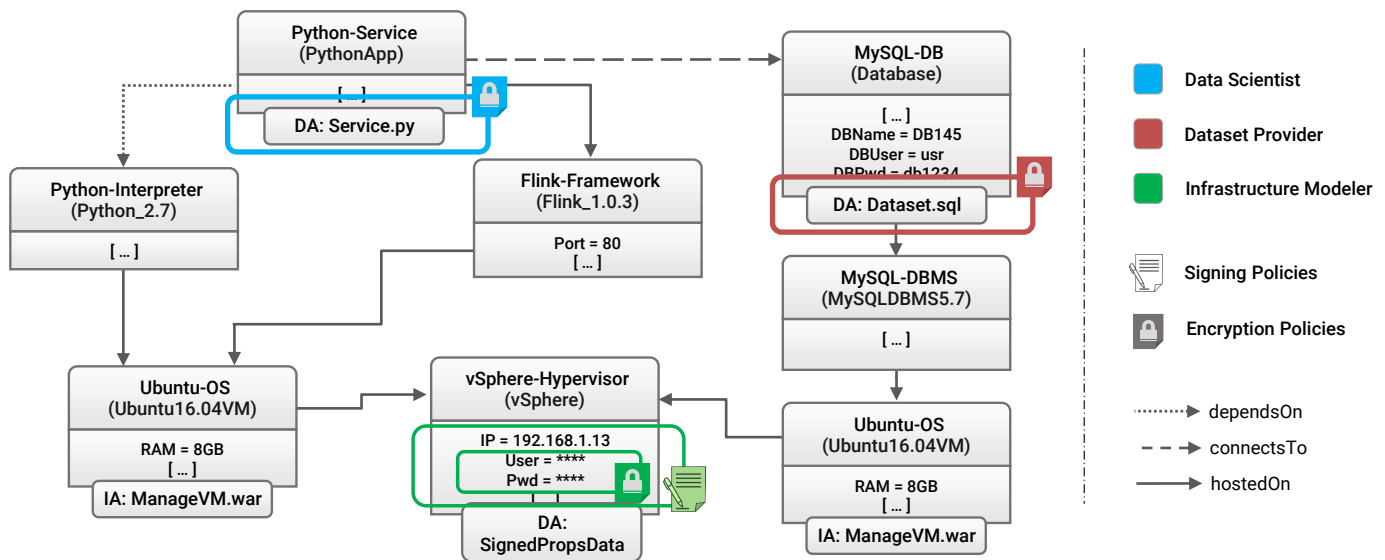 Python-Service
(PythonApp)
[ … ]
DA: Service.py
MySQL-DB
(Database)
[ … ]
DBName = DB145
DBUser = usr
DBPwd = db1234
DA: Dataset.sql
Python-Interpreter
(Python_2.7)
[ … ]
Flink-Framework
(Flink_1.0.3)
Port = 80
[ … ]
MySQL-DBMS
(MySQLDBMS5.7)
[ … ]
Ubuntu-OS
(Ubuntu16.04VM)
RAM = 8GB
[ … ]
IA: ManageVM.war
vSphere-Hypervisor
(vSphere)
IP = 192.168.1.13
User = ****
Pwd = ****
DA:
SignedPropsData
Ubuntu-OS
(Ubuntu16.04VM)
RAM = 8GB
[ … ]
IA: ManageVM.war
Data Scientist
Dataset Provider
Infrastructure Modeler
Signing Policies
Encryption Policies
dependsOn
connectsTo
hostedOn